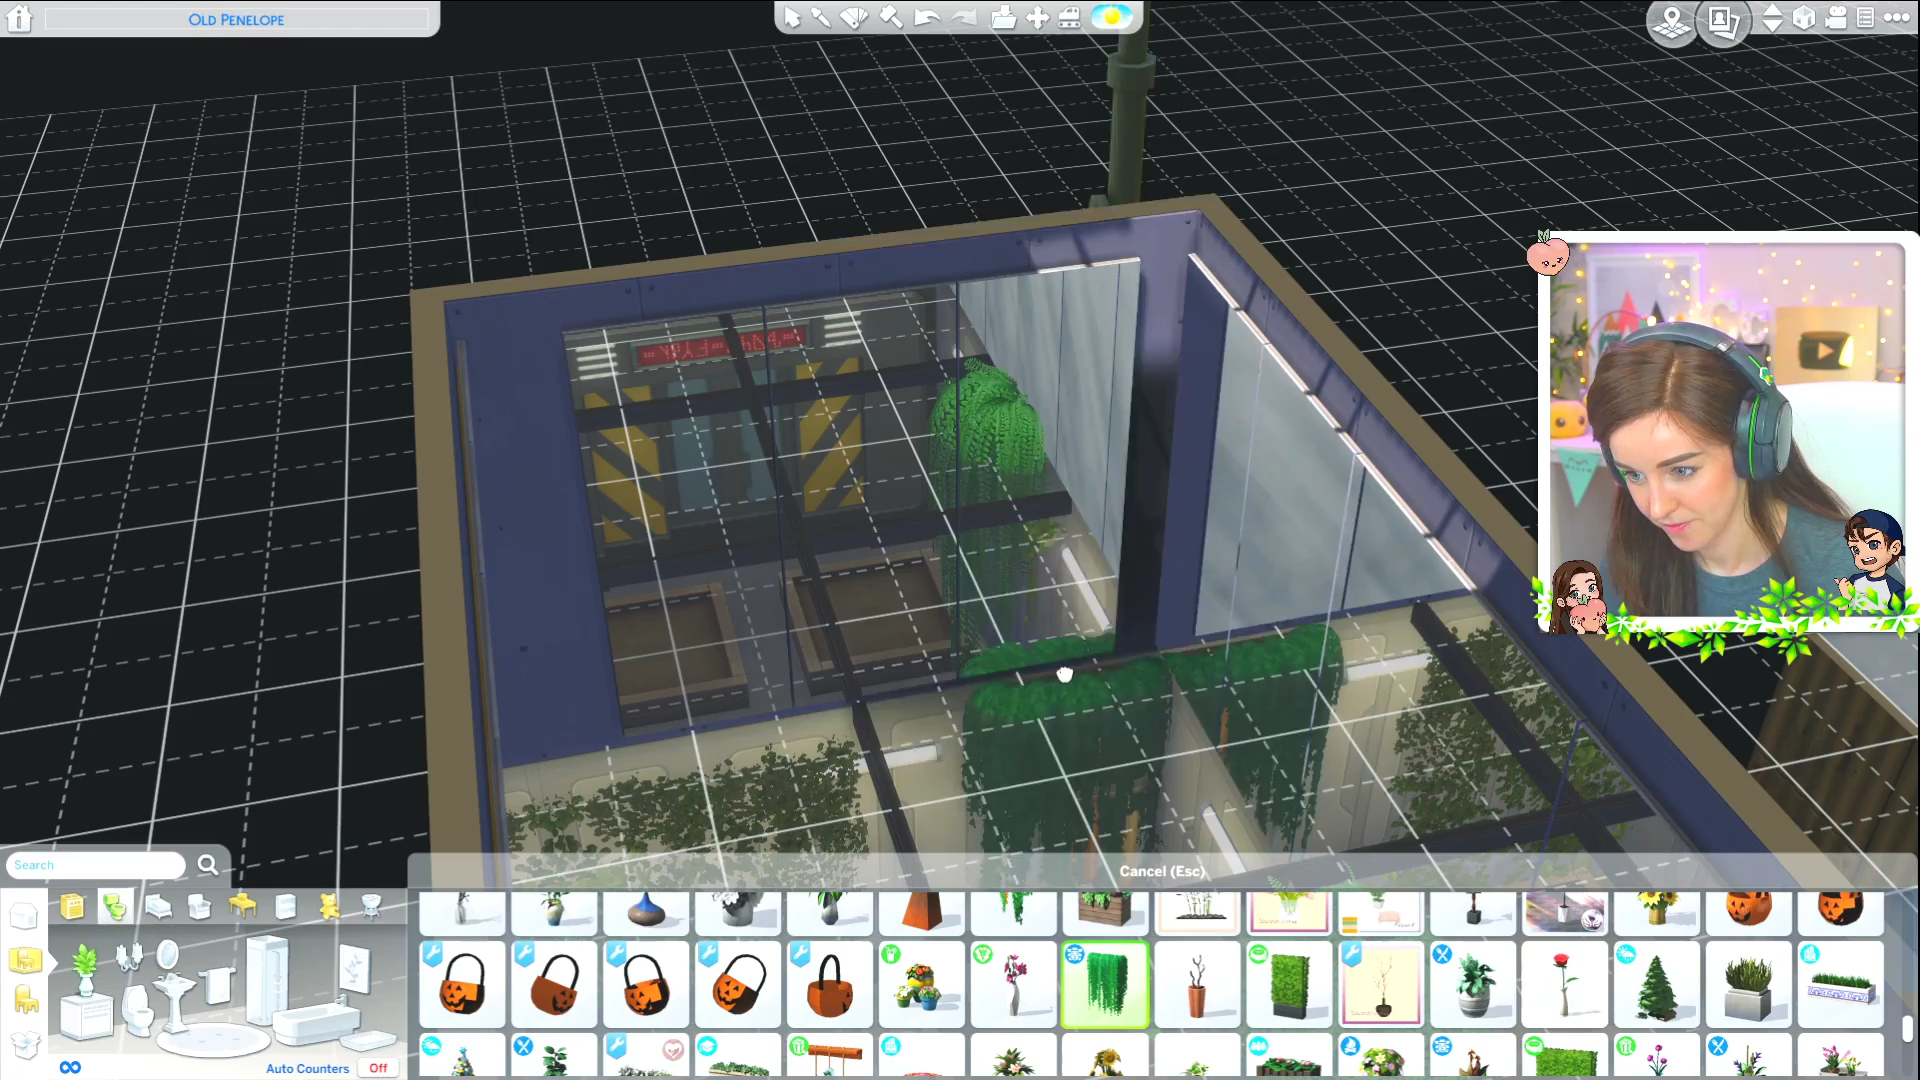 OLD PENELOPE
Cancel (Esc)
Search
Auto Counters
Off